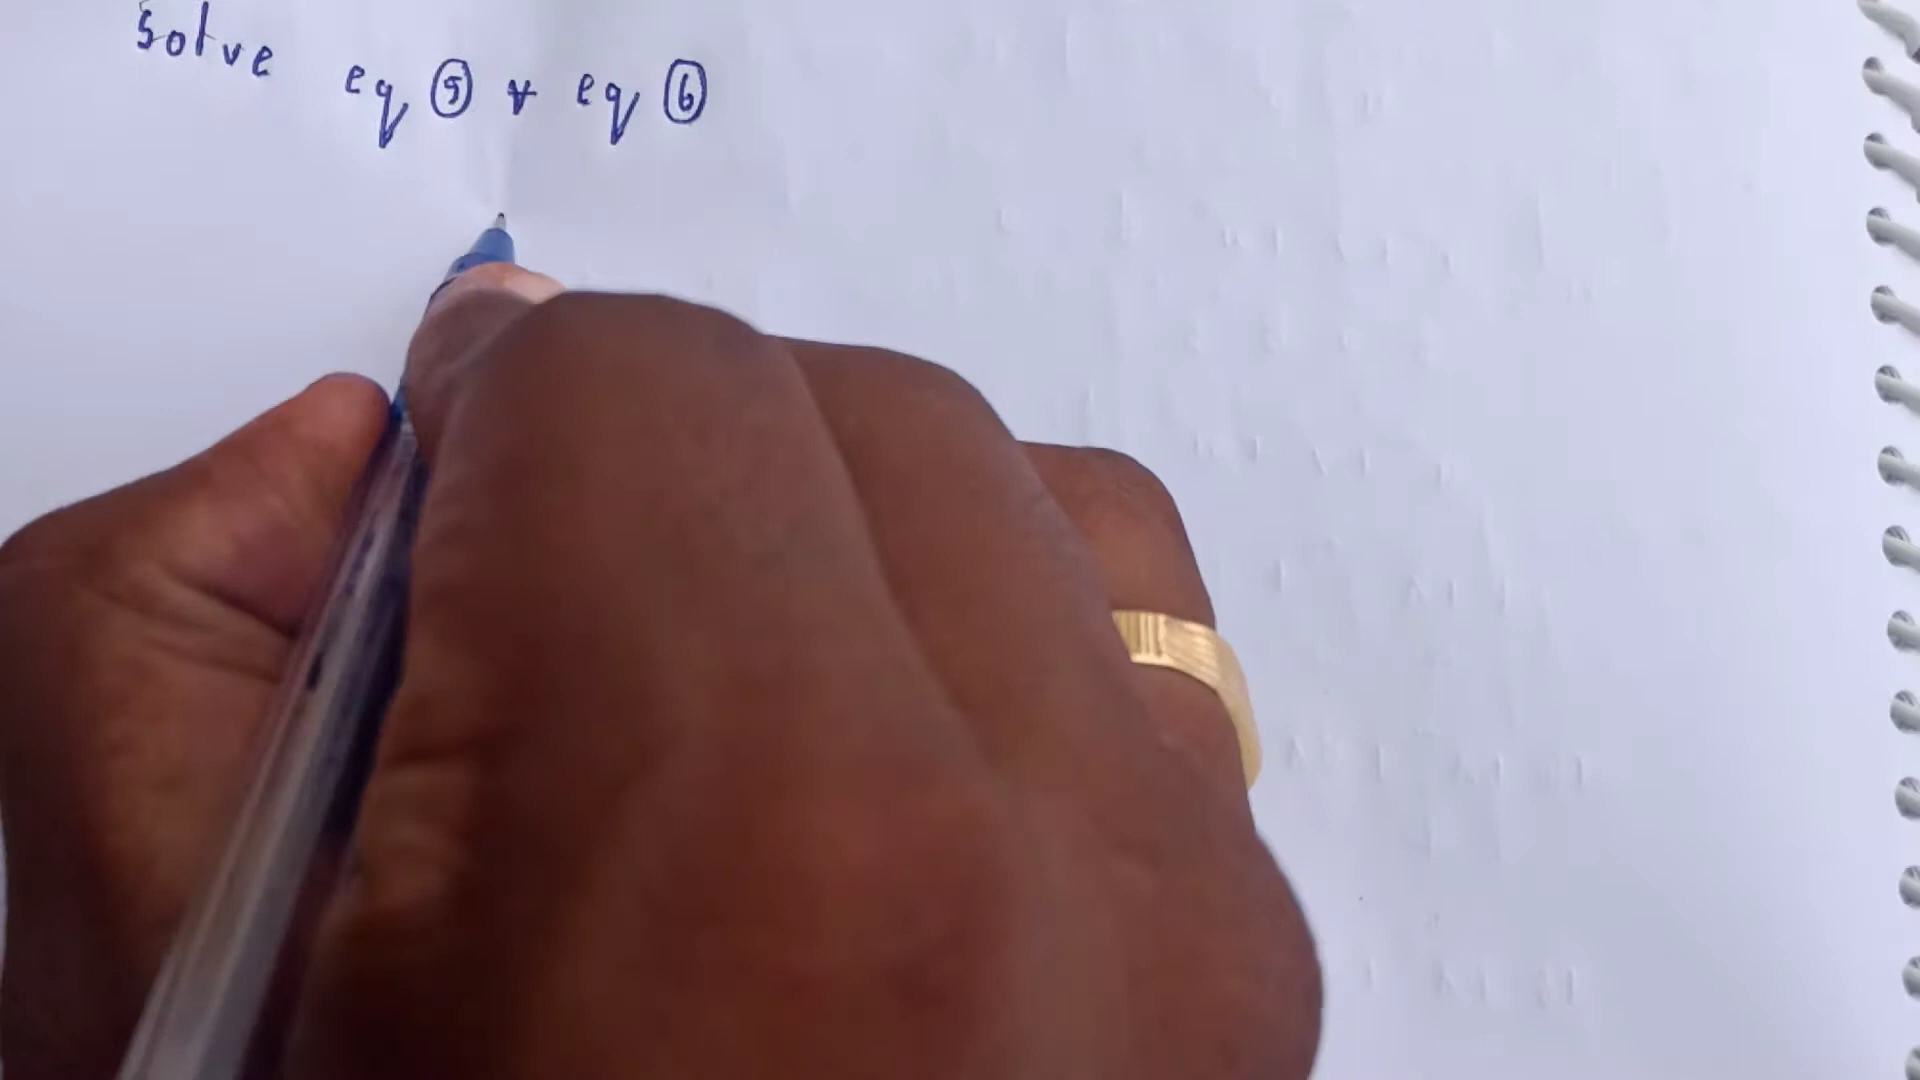 Solve eq ⑤ & eq ⑥